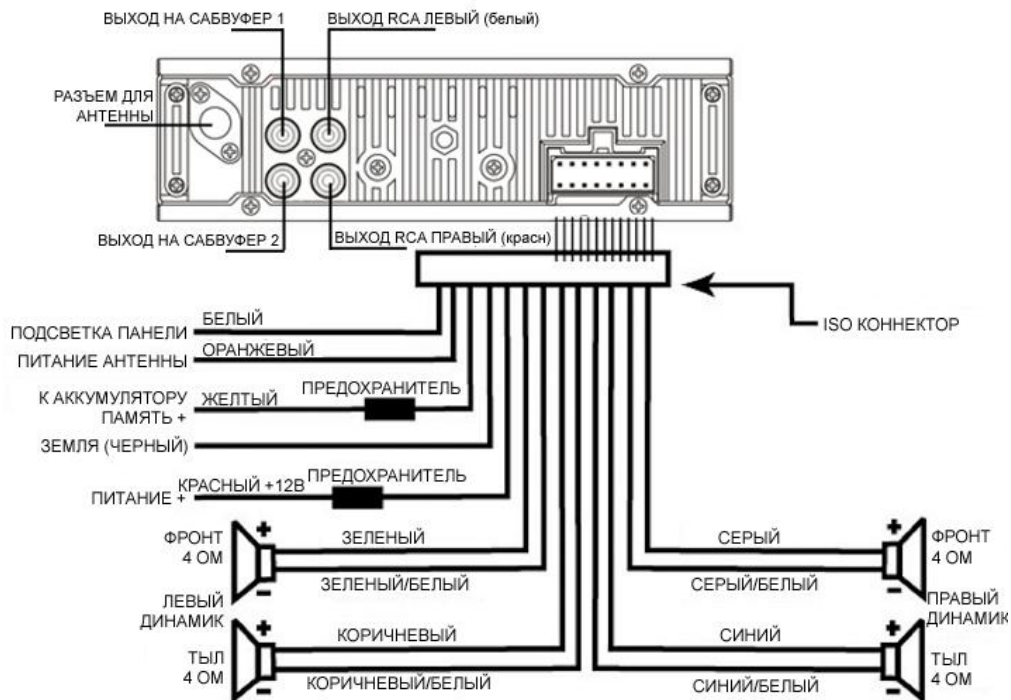 ВЫХОД НА САБВУФЕР 1
ВЫХОД RCA ЛЕВЫЙ (белый)
РАЗЪЕМ ДЛЯ
АНТЕННЫ
ВЫХОД НА САБВУФЕР 2
ВЫХОД RCA ПРАВЫЙ (красн)
ISO КОННЕКТОР
ПОДСВЕТКА ПАНЕЛИ
БЕЛЫЙ
ПИТАНИЕ АНТЕННЫ
ОРАНЖЕВЫЙ
К АККУМУЛЯТОРУ
ПАМЯТЬ +
ЖЕЛТЫЙ
ПРЕДОХРАНИТЕЛЬ
ЗЕМЛЯ (ЧЕРНЫЙ)
ПИТАНИЕ +
КРАСНЫЙ +12В
ПРЕДОХРАНИТЕЛЬ
ФРОНТ
4 ОМ
+
-
ЗЕЛЕНЫЙ
ЗЕЛЕНЫЙ/БЕЛЫЙ
СЕРЫЙ
СЕРЫЙ/БЕЛЫЙ
+
-
ФРОНТ
4 ОМ
ЛЕВЫЙ
ДИНАМИК
ПРАВЫЙ
ДИНАМИК
ТЫЛ
4 ОМ
+
-
КОРИЧНЕВЫЙ
КОРИЧНЕВЫЙ/БЕЛЫЙ
СИНИЙ
СИНИЙ/БЕЛЫЙ
+
-
ТЫЛ
4 ОМ